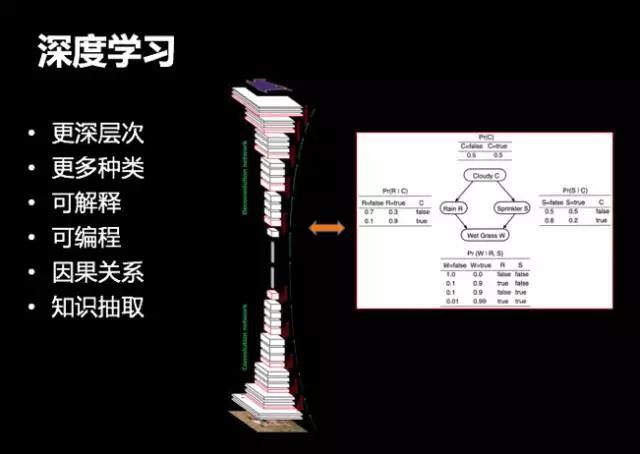 深度学习
• 更深层次
• 更多种类
• 可解释
• 可编程
• 因果关系
• 知识抽取
Deconvolution network
Convolution network
Pr(C)
C=false C=true
0.5 0.5
Cloudy C
Pr(R | C)
R=false R=true C
0.7 0.3 false
0.1 0.9 true
Rain R
Sprinkler S
Pr(S | C)
S=false S=true C
0.5 0.5 false
0.8 0.2 true
Wet Grass W
Pr (W | R, S)
W=false W=true R S
1.0 0.0 false false
0.1 0.9 true false
0.1 0.9 false true
0.01 0.99 true true